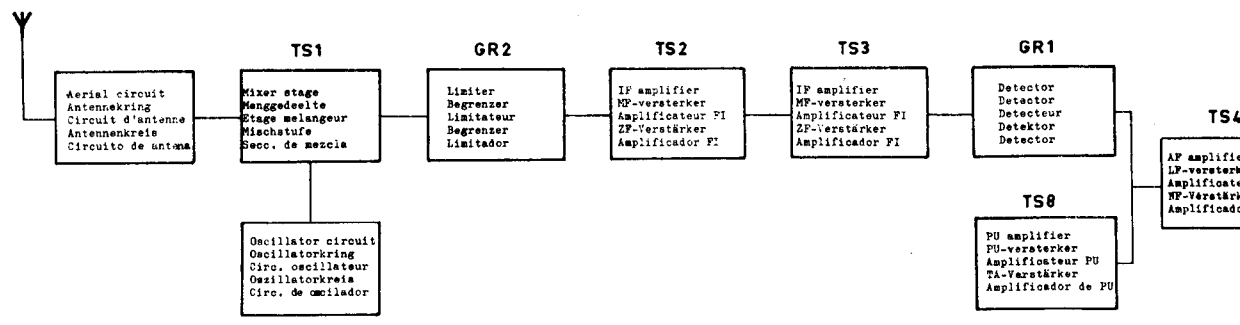 TS1
GR2
TS2
TS3
GR1
TS4
TS8
Aerial circuit
Antennekring
Circuit d'antenne
Antennenkreis
Circuito de antena
Mixer stage
Menggedeelte
Etage melangeur
Mischstufe
Secc. de mezcla
Oscillator circuit
Oscillatorkring
Circ. oscillateur
Oszillatorkreis
Circ. de oscilador
Limiter
Begrenzer
Limitateur
Begrenzer
Limitador
IF amplifier
MF-versterker
Amplificateur FI
ZF-Verstärker
Amplificador FI
IF amplifier
MF-versterker
Amplificateur FI
ZF-Verstärker
Amplificador FI
Detector
Detector
Detecteur
Detektor
Detector
PU amplifier
PU-versterker
Amplificateur PU
TA-Verstärker
Amplificador de PU
AF amplifie
LF-versterk
Amplificate
NF-Verstärk
Amplificado